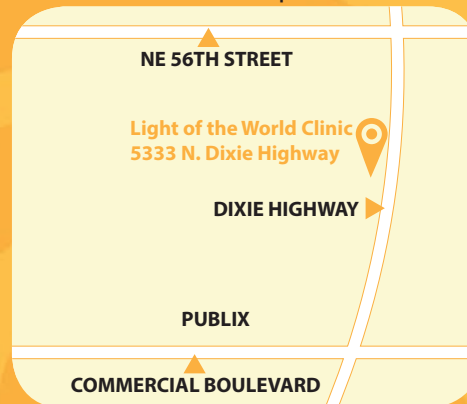 NE 56TH STREET
Light of the World Clinic
5333 N. Dixie Highway
DIXIE HIGHWAY
PUBLIX
COMMERCIAL BOULEVARD